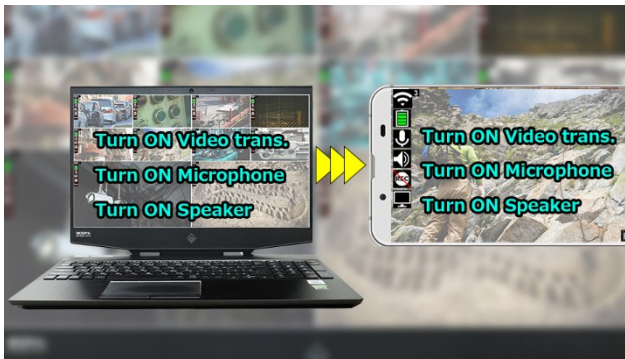 Turn ON Video trans.
Turn ON Microphone
Turn ON Speaker
Turn ON Video trans.
Turn ON Microphone
Turn ON Speaker
REC